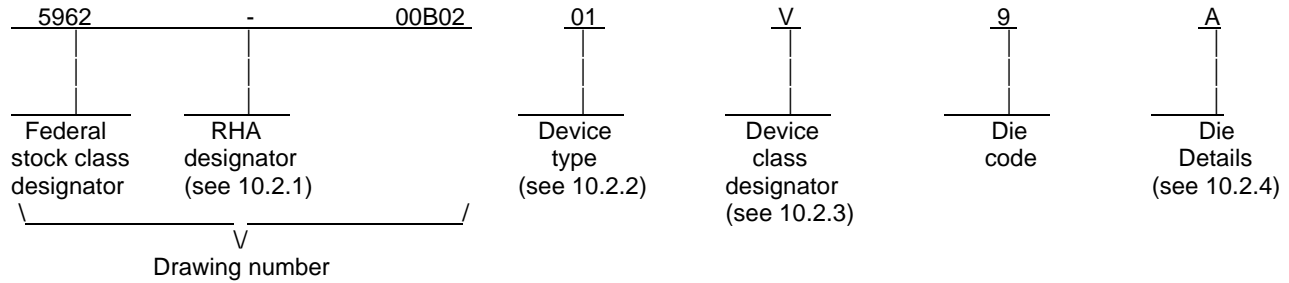 5962 - 00B02 01 V 9 A
Federal RHA Device Device Die Die
stock class designator type class code Details
designator (see 10.2.1) (see 10.2.2) designator (see 10.2.4)
(see 10.2.3)
Drawing number